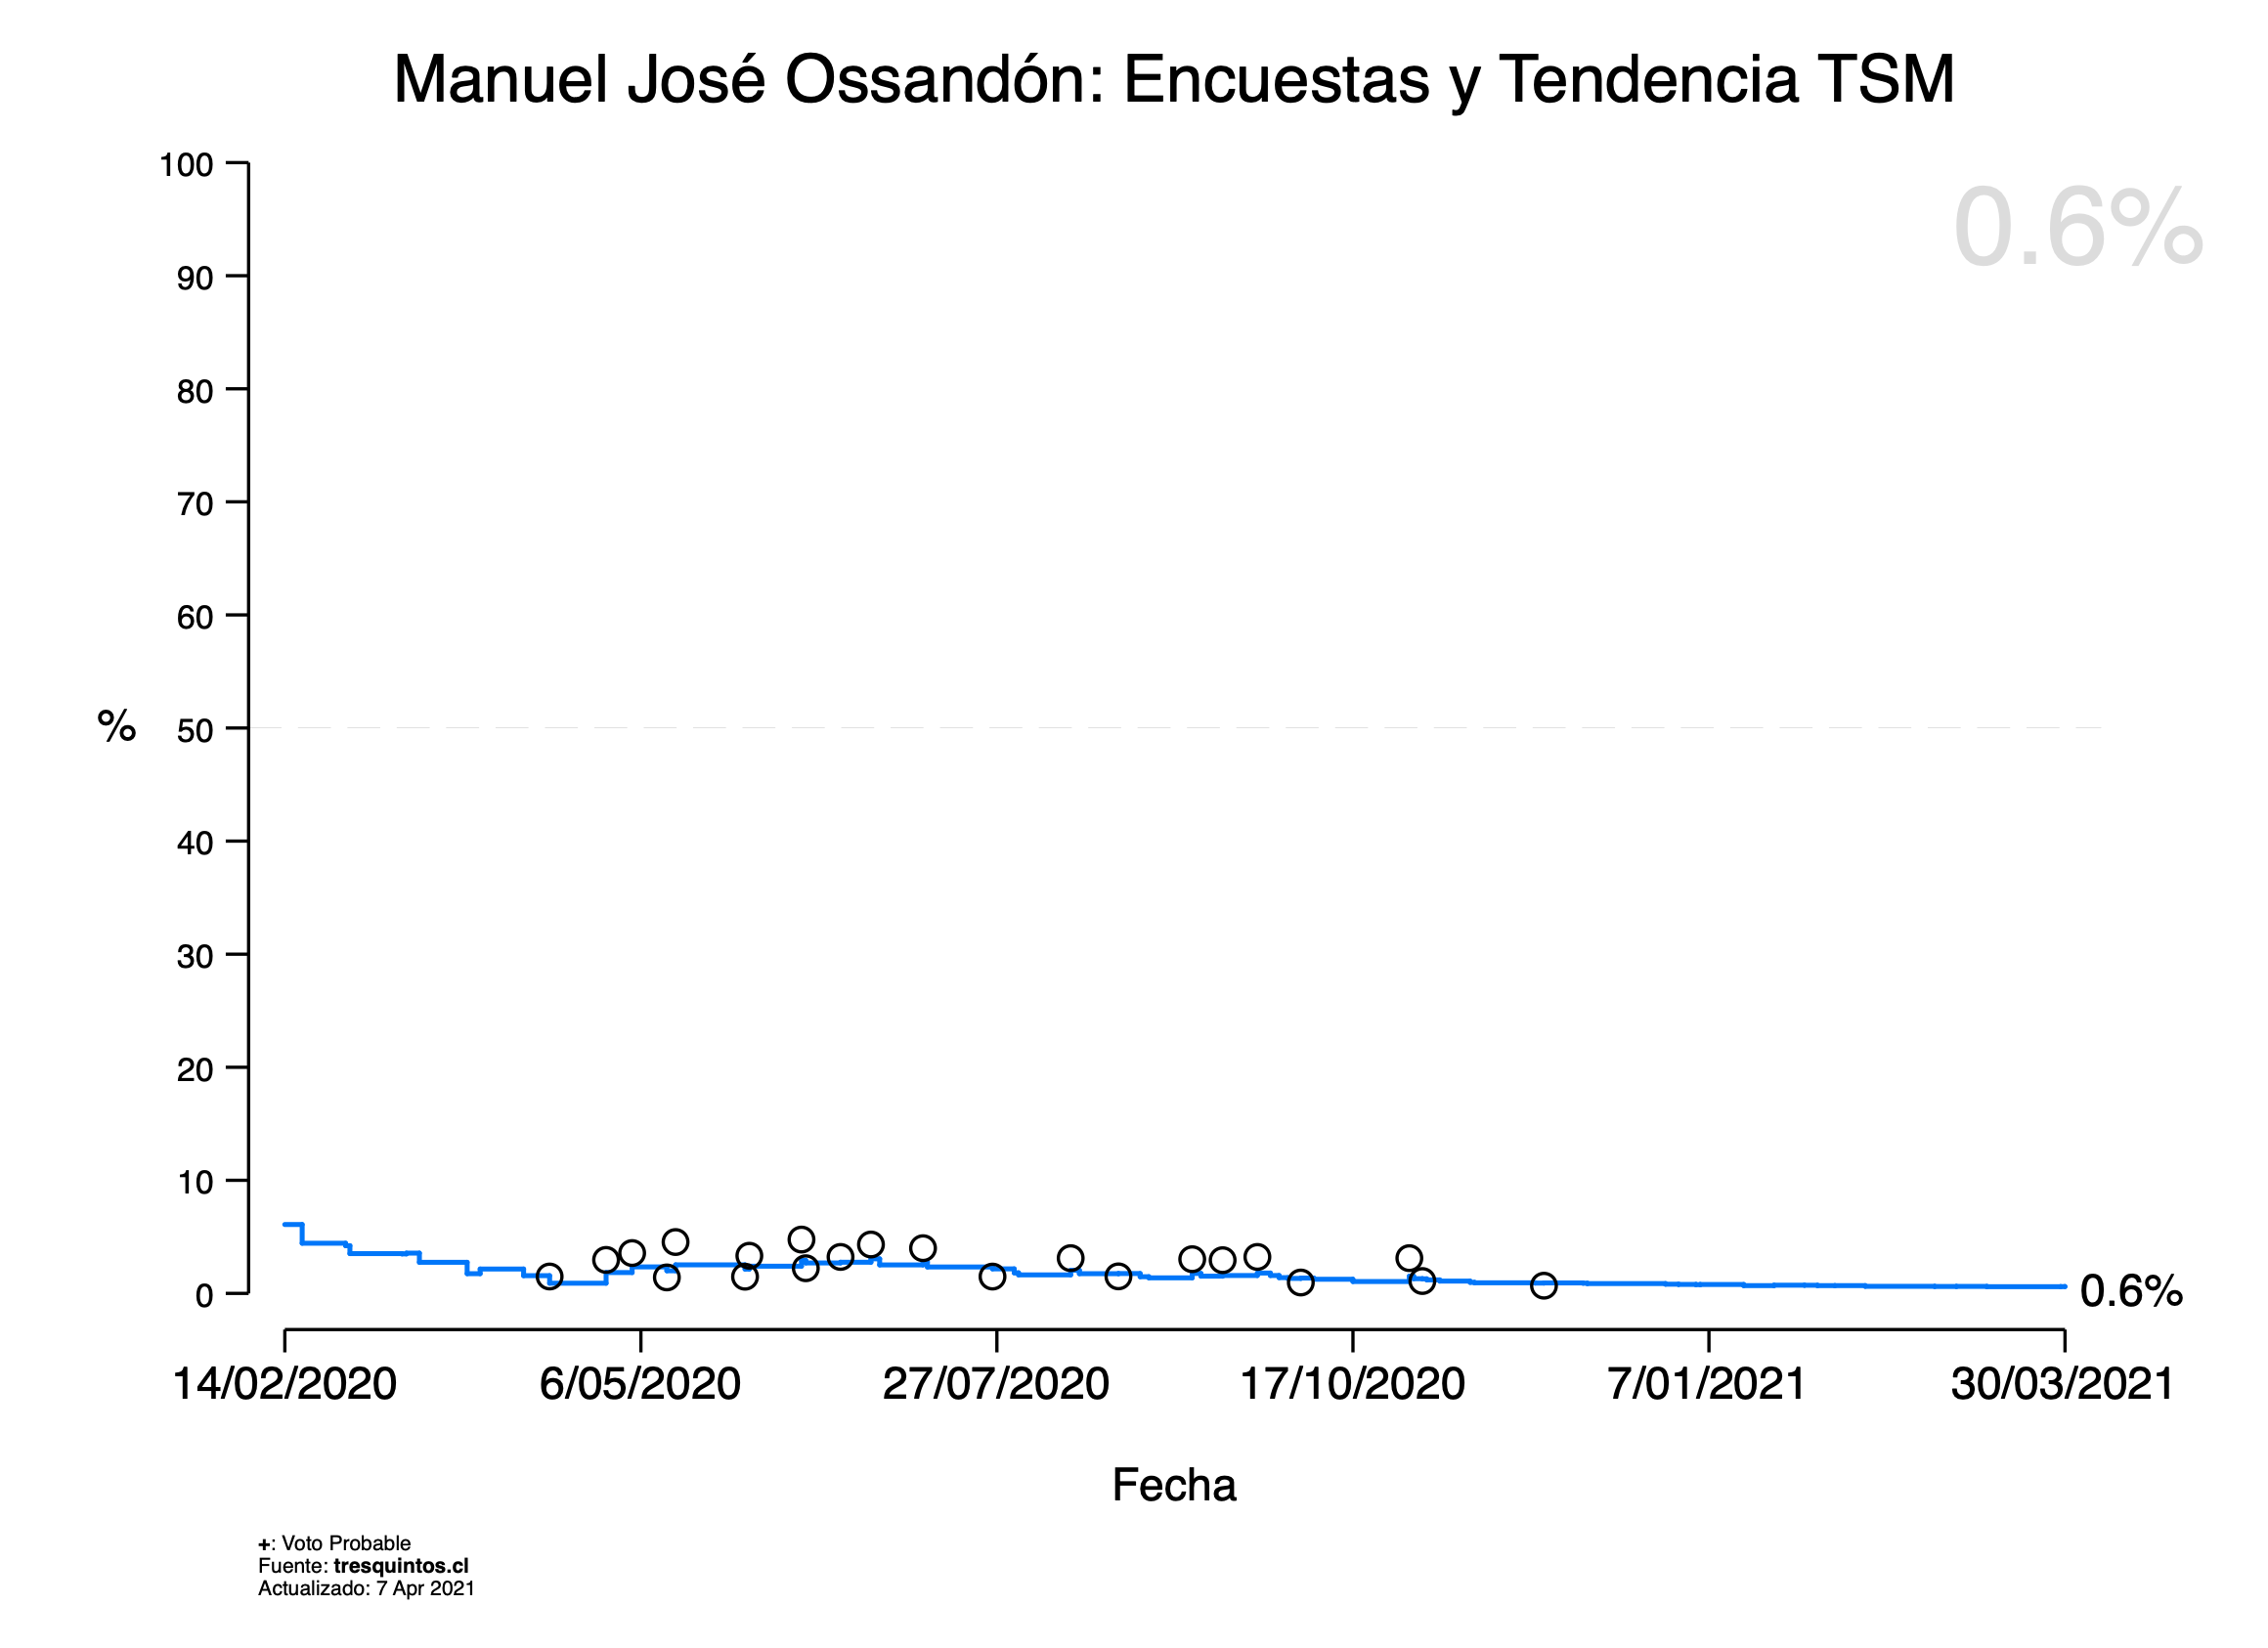 Manuel José Ossandón: Encuestas y Tendencia TSM
0.6%
100
90
80
70
60
50
40
30
20
10
0
%
0.6%
14/02/2020 6/05/2020 27/07/2020 17/10/2020 7/01/2021 30/03/2021
Fecha
+: Voto Probable
Fuente: tresquintos.cl
Actualizado: 7 Apr 2021